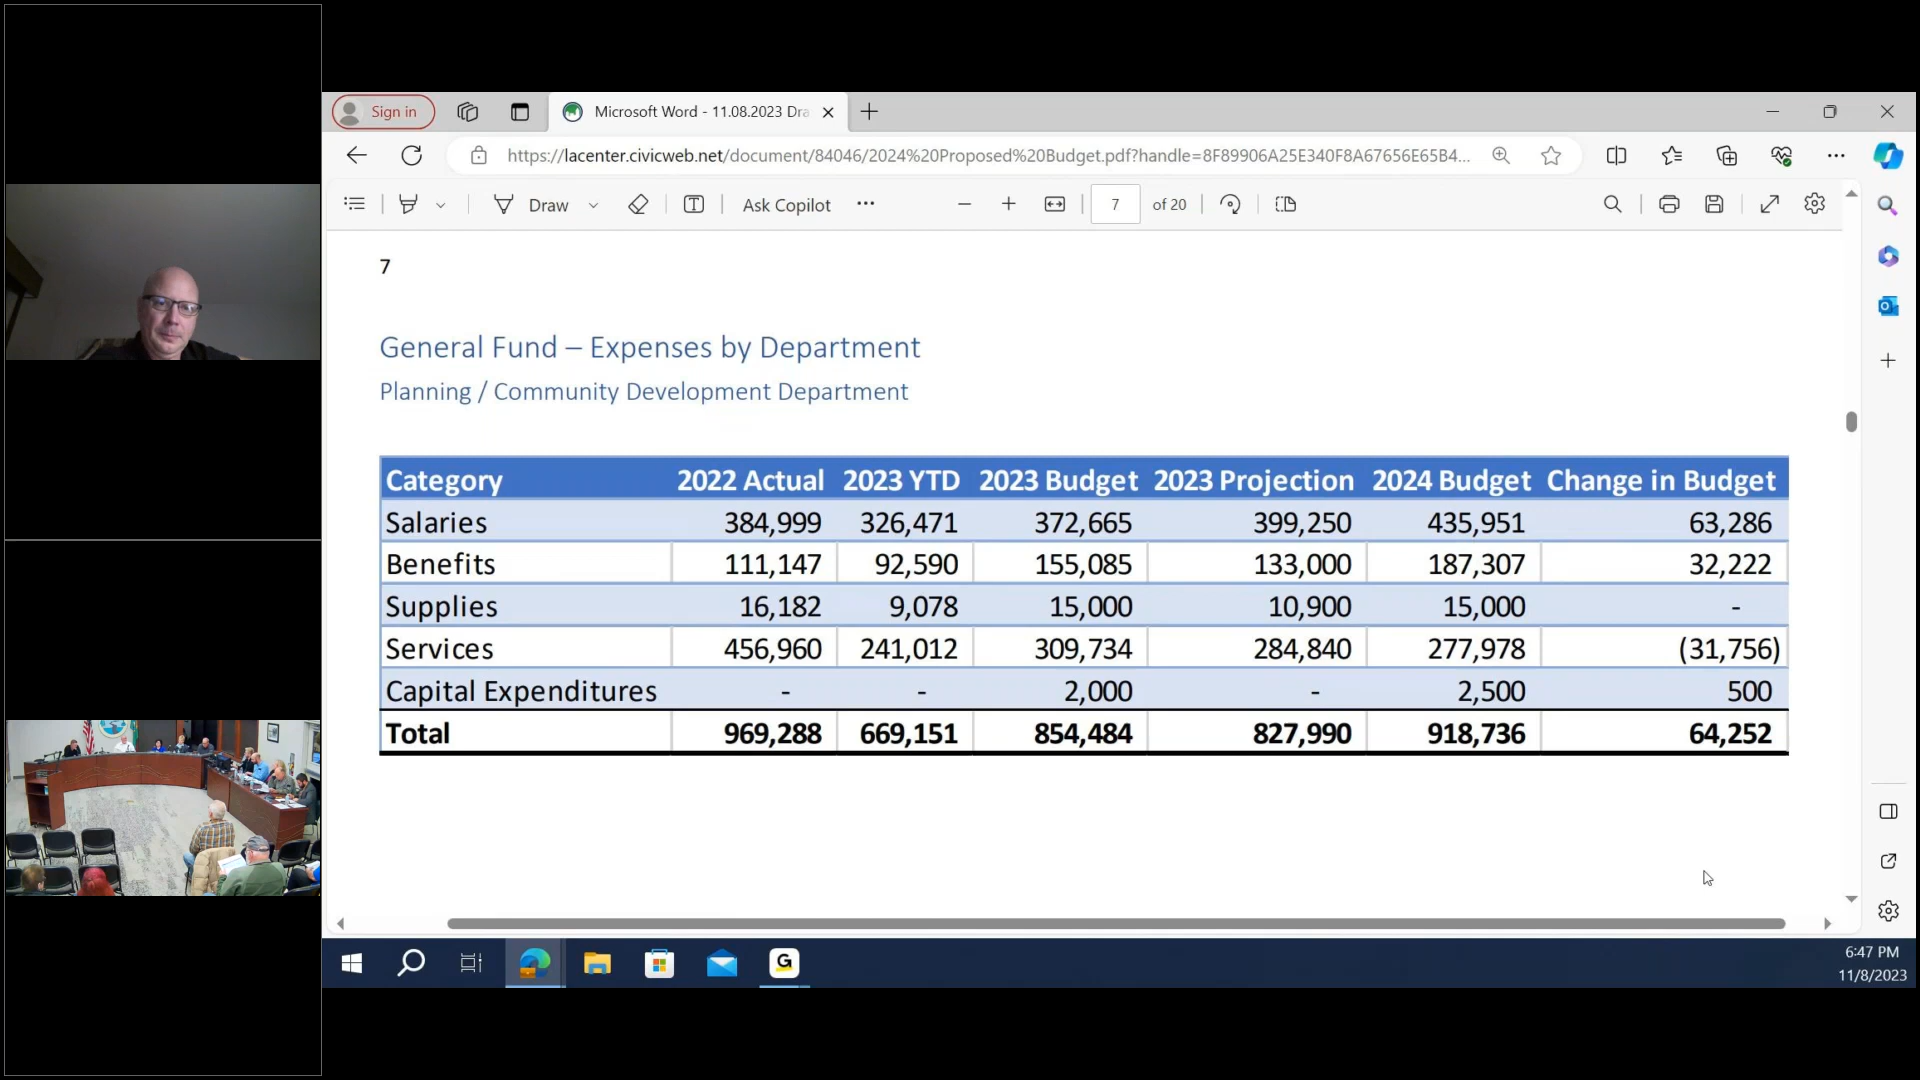 Sign in
Microsoft Word - 11.08.2023 Dra
https://lacenter.civicweb.net/document/84046/2024%20Proposed%20Budget.pdf?handle=8F89906A25E340F8A67656E65B4...
Draw
Ask Copilot
7 of 20
7
General Fund – Expenses by Department
Planning / Community Development Department
Category 2022 Actual 2023 YTD 2023 Budget 2023 Projection 2024 Budget Change in Budget
Salaries 384,999 326,471 372,665 399,250 435,951 63,286
Benefits 111,147 92,590 155,085 133,000 187,307 32,222
Supplies 16,182 9,078 15,000 10,900 15,000 -
Services 456,960 241,012 309,734 284,840 277,978 (31,756)
Capital Expenditures - - 2,000 - 2,500 500
Total 969,288 669,151 854,484 827,990 918,736 64,252
G
6:47 PM
11/8/2023